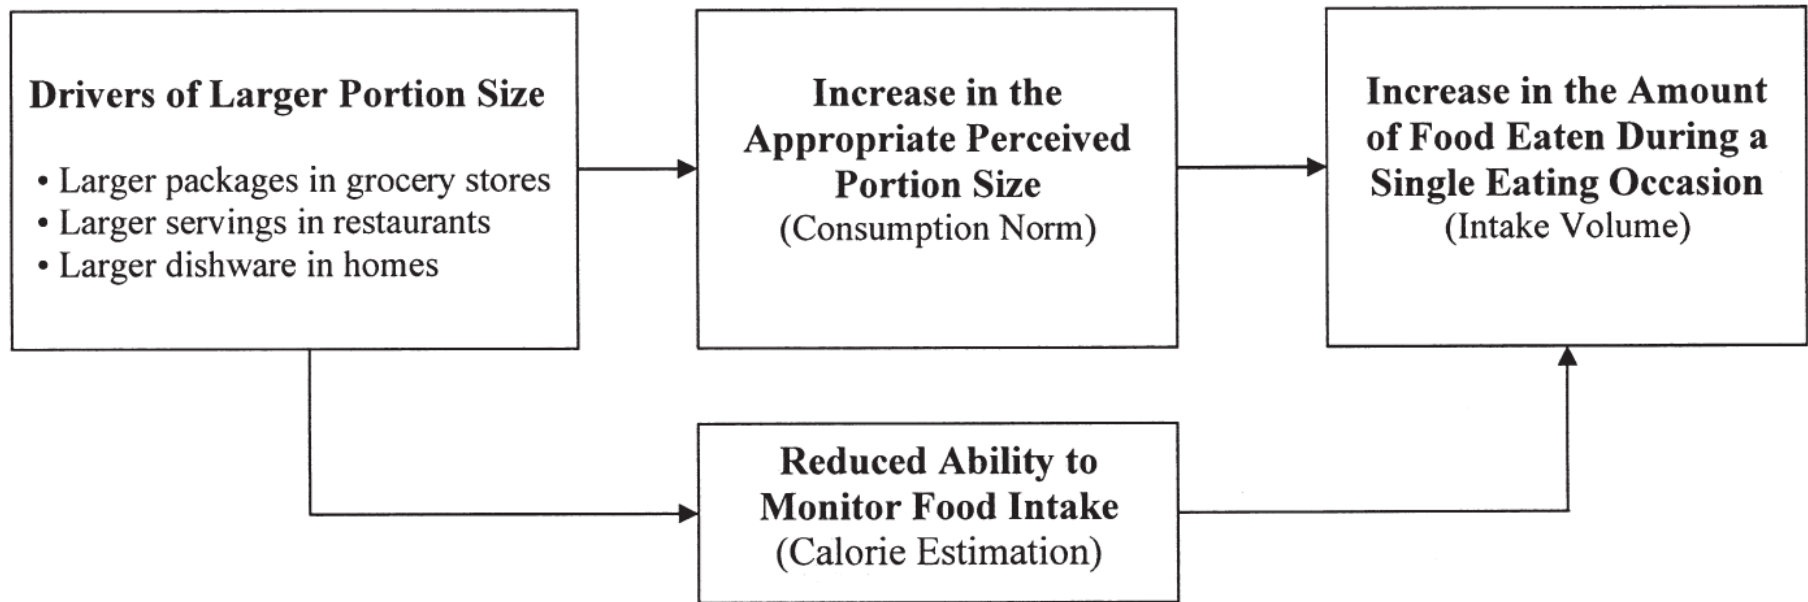 Drivers of Larger Portion Size
• Larger packages in grocery stores
• Larger servings in restaurants
• Larger dishware in homes
Increase in the
Appropriate Perceived
Portion Size
(Consumption Norm)
Increase in the Amount
of Food Eaten During a
Single Eating Occasion
(Intake Volume)
Reduced Ability to
Monitor Food Intake
(Calorie Estimation)